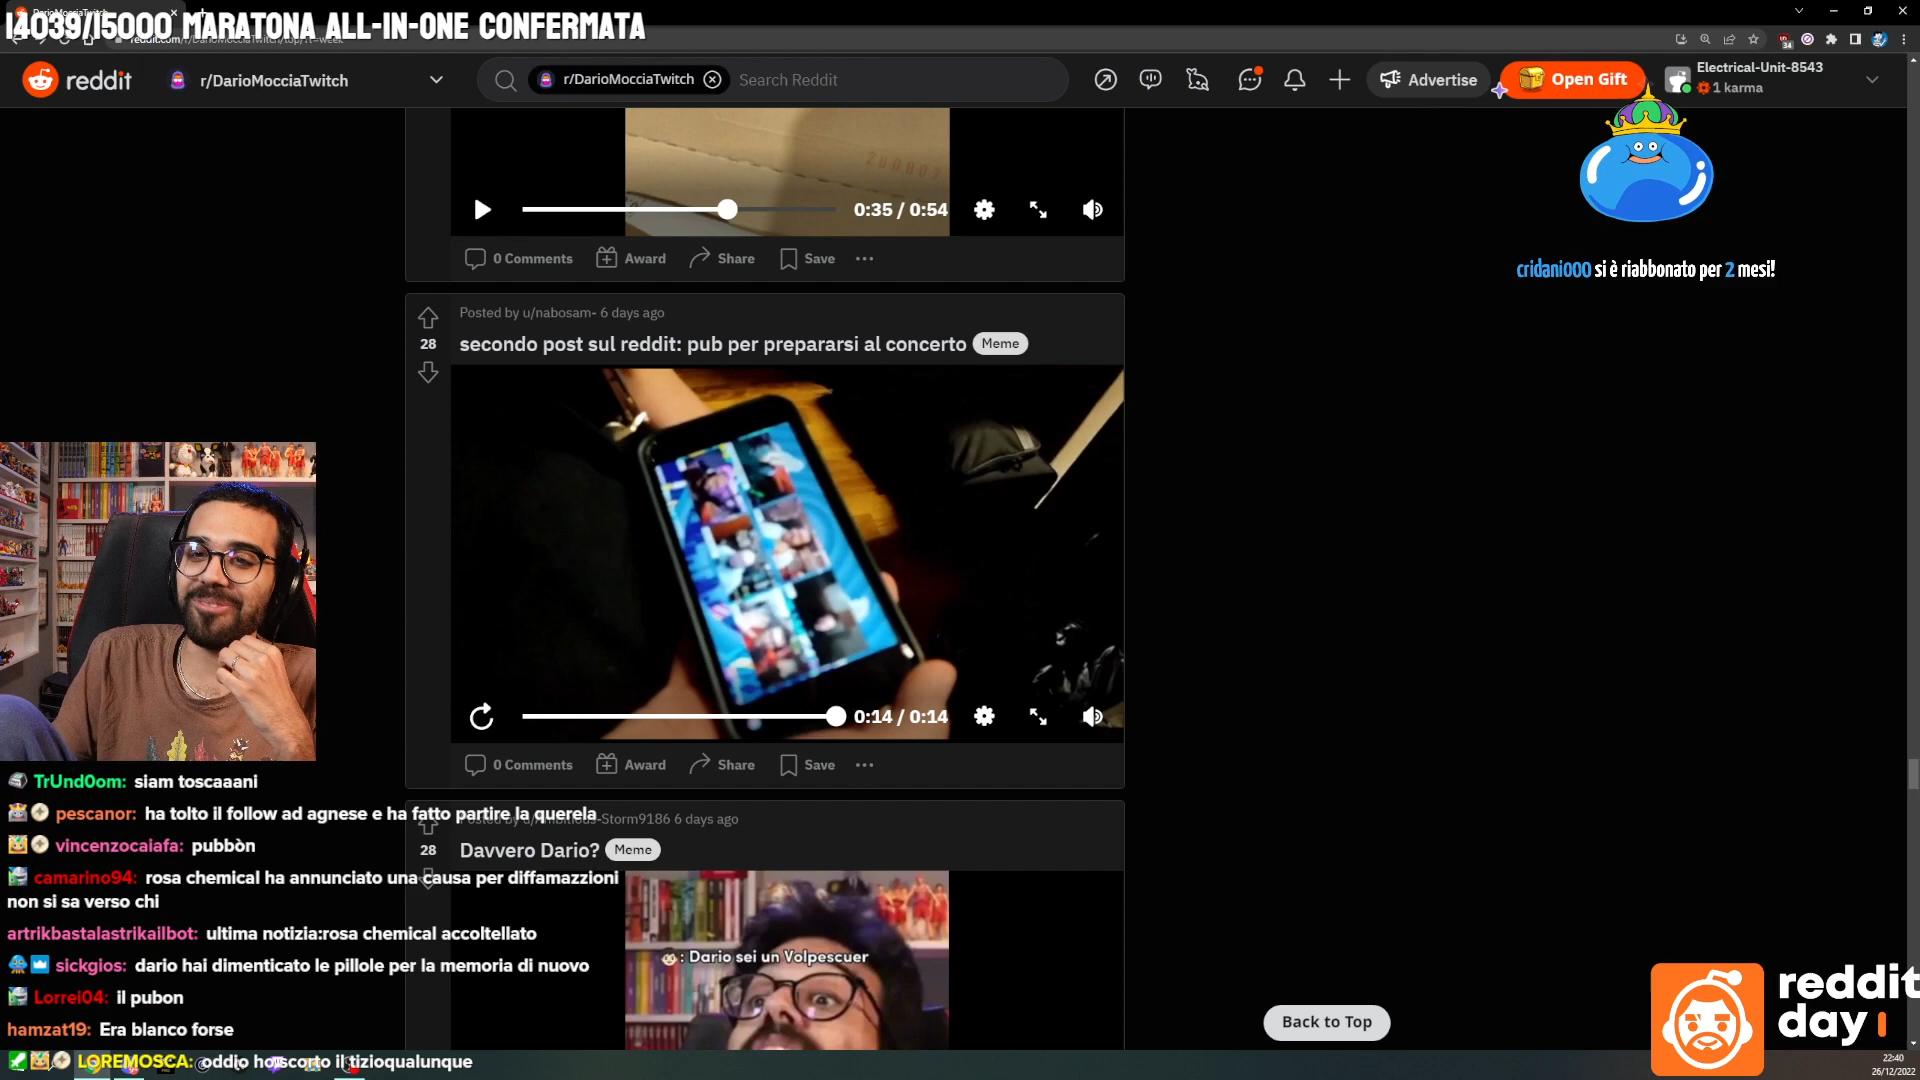 14039/15000 MARATONA ALL-IN-ONE CONFERMATA
reddit
r/DarioMocciaTwitch
r/DarioMocciaTwitch
Search Reddit
Advertise
Open Gift
Electrical-Unit-8543
1 karma
0:35 / 0:54
0 Comments
Award
Share
Save
cridani000 si è riabbonato per 2 mesi!
Posted by u/nabosam- 6 days ago
28
secondo post sul reddit: pub per prepararsi al concerto
Meme
0:14 / 0:14
0 Comments
Award
Share
Save
6 days ago
28
Davvero Dario?
Meme
: Dario sei un Volpescuer
TrUnd0om: siam toscaaani
pescanor: ha tolto il follow ad agnese e ha fatto partire la querela
vincenzocaiafa: pubbòn
camarino94: rosa chemical ha annunciato una causa per diffamazzioni
non si sa verso chi
artrikbastalastrikailbot: ultima notizia:rosa chemical accoltellato
sickgios: dario hai dimenticato le pillole per la memoria di nuovo
Lorrei04: il pubon
hamzat19: Era blanco forse
LOREMOSCA: oddio ho scorto il tizioqualunque
Back to Top
reddit
day
22:40
26/12/2022